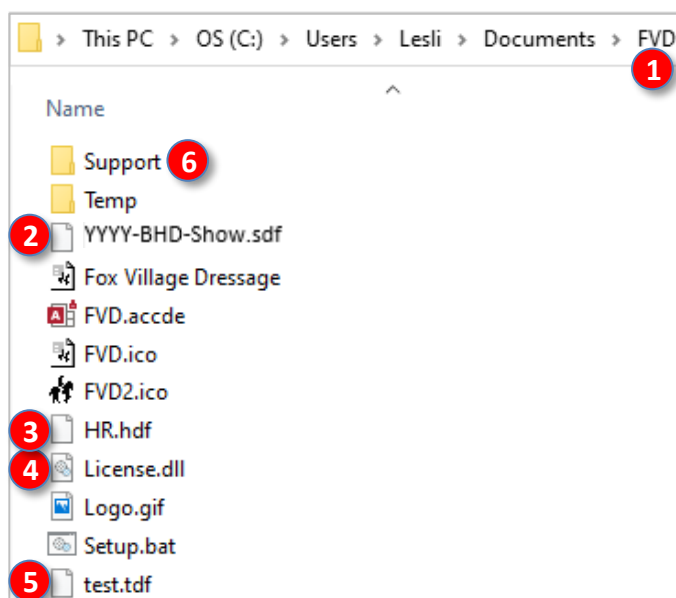 > This PC > OS (C:) > Users > Lesli > Documents > FVD
1
Name
Support 6
Temp
2 YYYY-BHD-Show.sdf
Fox Village Dressage
FVD.accde
FVD.ico
FVD2.ico
3 HR.hdf
4 License.dll
Logo.gif
Setup.bat
5 test.tdf